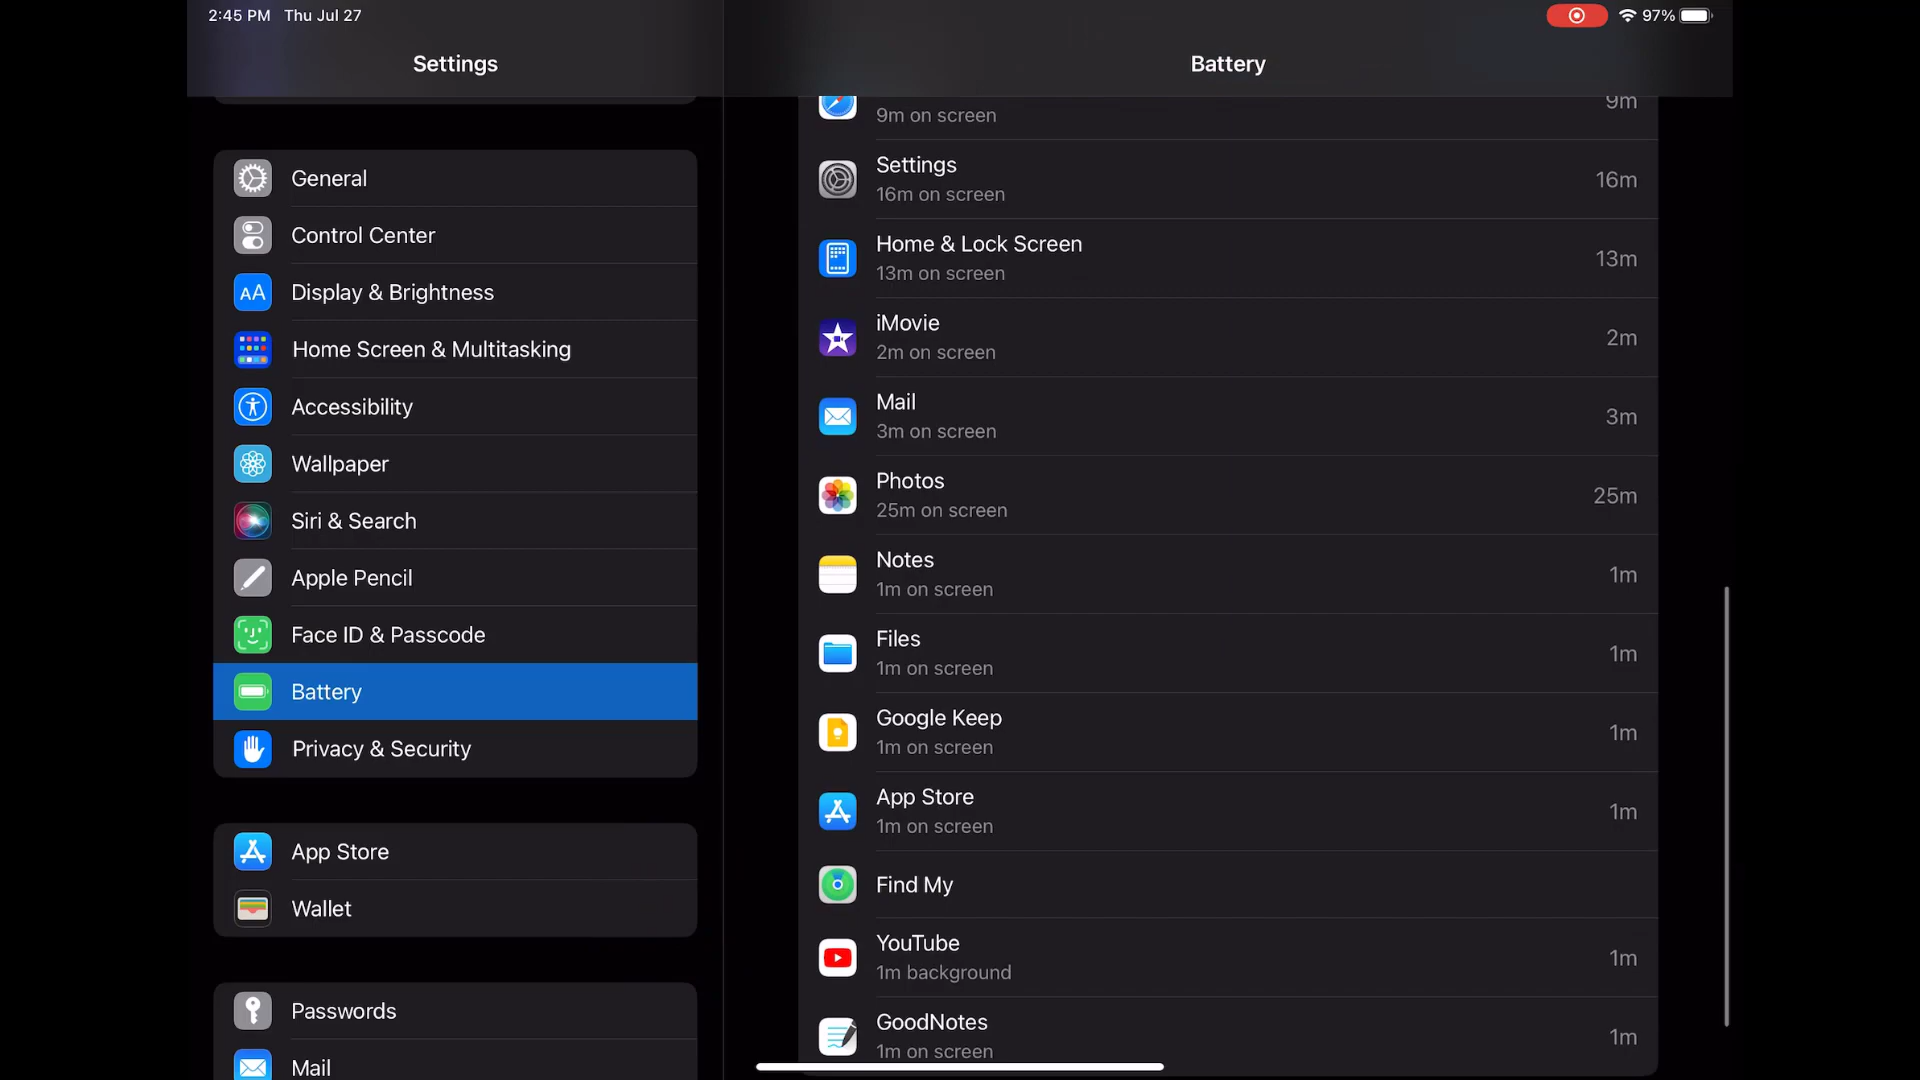 2:45 PM Thu Jul 27
97%
Settings
Battery
General
Control Center
Display & Brightness
Home Screen & Multitasking
Accessibility
Wallpaper
Siri & Search
Apple Pencil
Face ID & Passcode
Battery
Privacy & Security
App Store
Wallet
Passwords
Mail
9m
9m on screen
Settings
16m on screen
16m
Home & Lock Screen
13m on screen
13m
iMovie
2m on screen
2m
Mail
3m on screen
3m
Photos
25m on screen
25m
Notes
1m on screen
1m
Files
1m on screen
1m
Google Keep
1m on screen
1m
App Store
1m on screen
1m
Find My
YouTube
1m background
1m
GoodNotes
1m on screen
1m